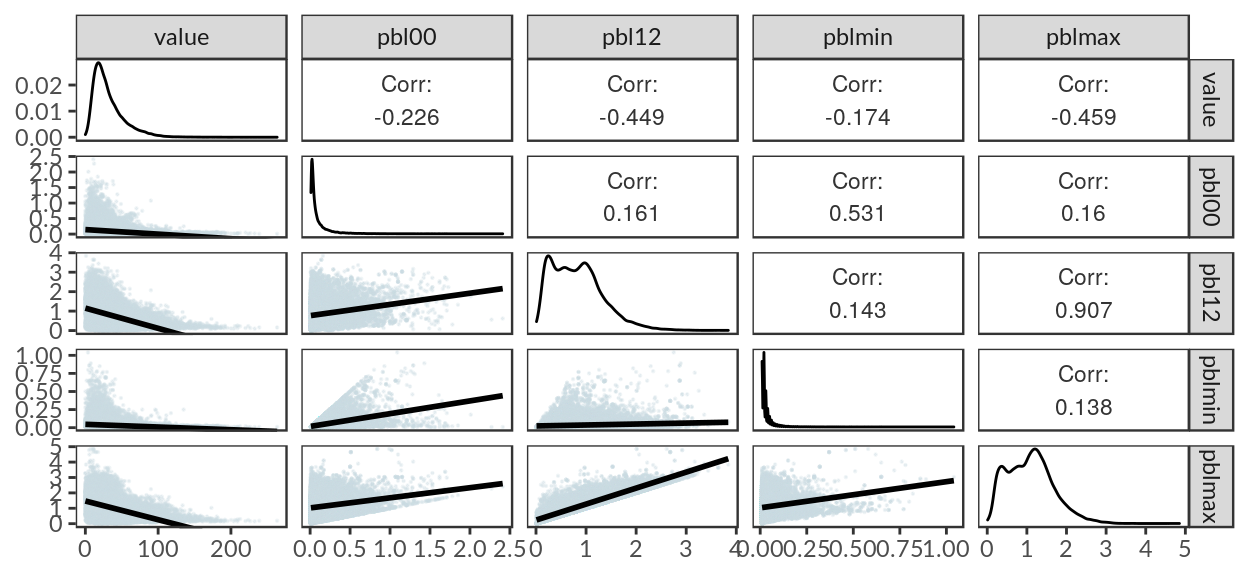 value pbl00 pbl12 pblmin pblmax
0.02
0.01
0.00
Corr:
-0.226
Corr:
-0.449
Corr:
-0.174
Corr:
-0.459
value
2.5
2.0
1.5
1.0
0.5
0.0
Corr:
0.161
Corr:
0.531
Corr:
0.16
pbl00
4
3
2
1
0
Corr:
0.143
Corr:
0.907
pbl12
1.00
0.75
0.50
0.25
0.00
Corr:
0.138
pblmin
5
4
3
2
1
0
pblmax
0 100 200
0.0 0.5 1.0 1.5 2.0 2.5
0 1 2 3 4
0.00 0.25 0.50 0.75 1.00
0 1 2 3 4 5